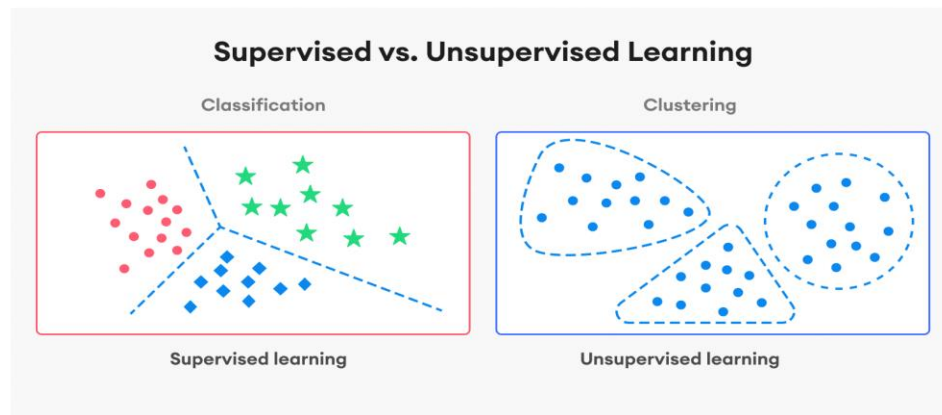 Supervised vs. Unsupervised Learning
Classification
Clustering
Supervised learning
Unsupervised learning